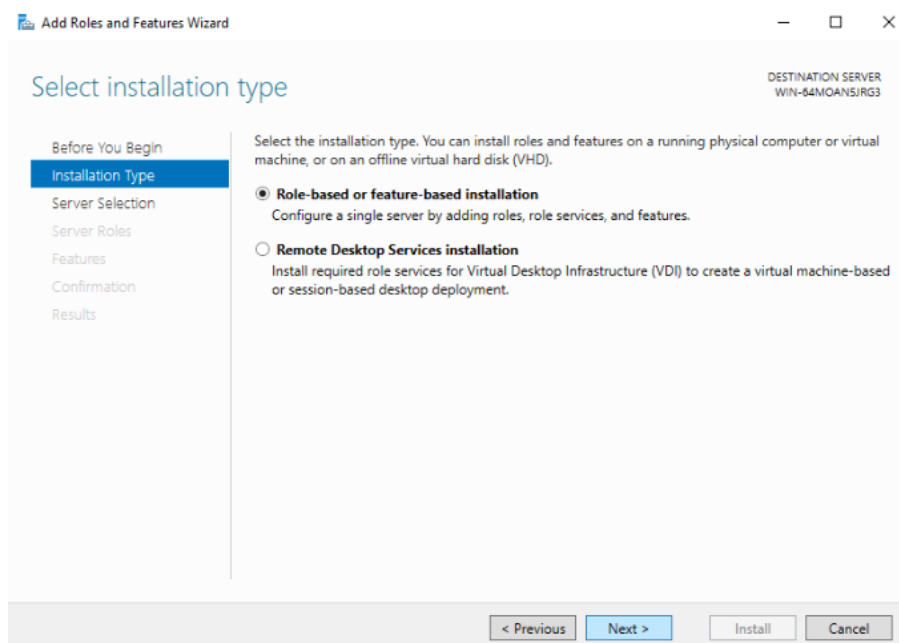 Add Roles and Features Wizard
Select installation type
DESTINATION SERVER
WIN-64MOAN5JRG3
Before You Begin
Installation Type
Server Selection
Server Roles
Features
Confirmation
Results
Select the installation type. You can install roles and features on a running physical computer or virtual
machine, or on an offline virtual hard disk (VHD).
Role-based or feature-based installation
Configure a single server by adding roles, role services, and features.
Remote Desktop Services installation
Install required role services for Virtual Desktop Infrastructure (VDI) to create a virtual machine-based
or session-based desktop deployment.
< Previous
Next >
Install
Cancel